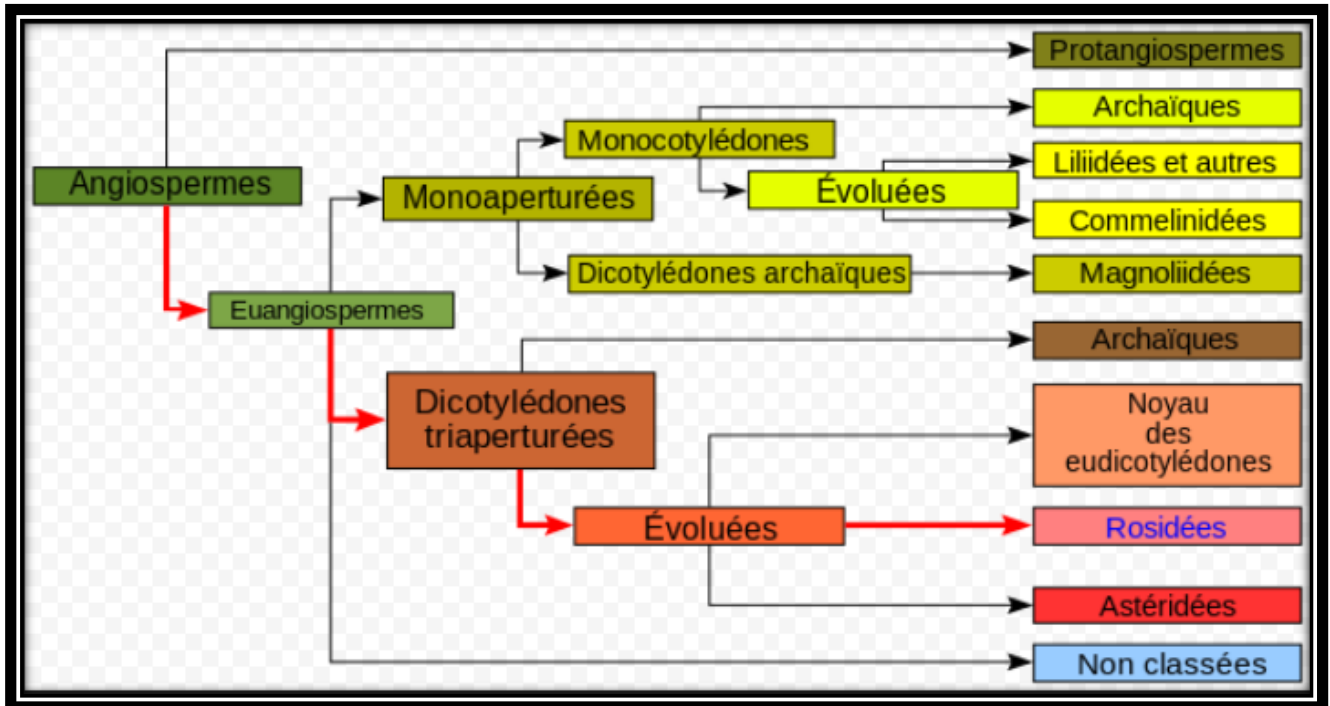 Protangiospermes
Archaïques
Monocotylédones
Liliidées et autres
Angiospermes
Évoluées
Monoaperturées
Commelinidées
Dicotylédones archaïques
Magnoliidées
Euangiospermes
Archaïques
Dicotylédones
triaperturées
Noyau
des
eudicotylédones
Évoluées
Rosidées
Astéridées
Non classées